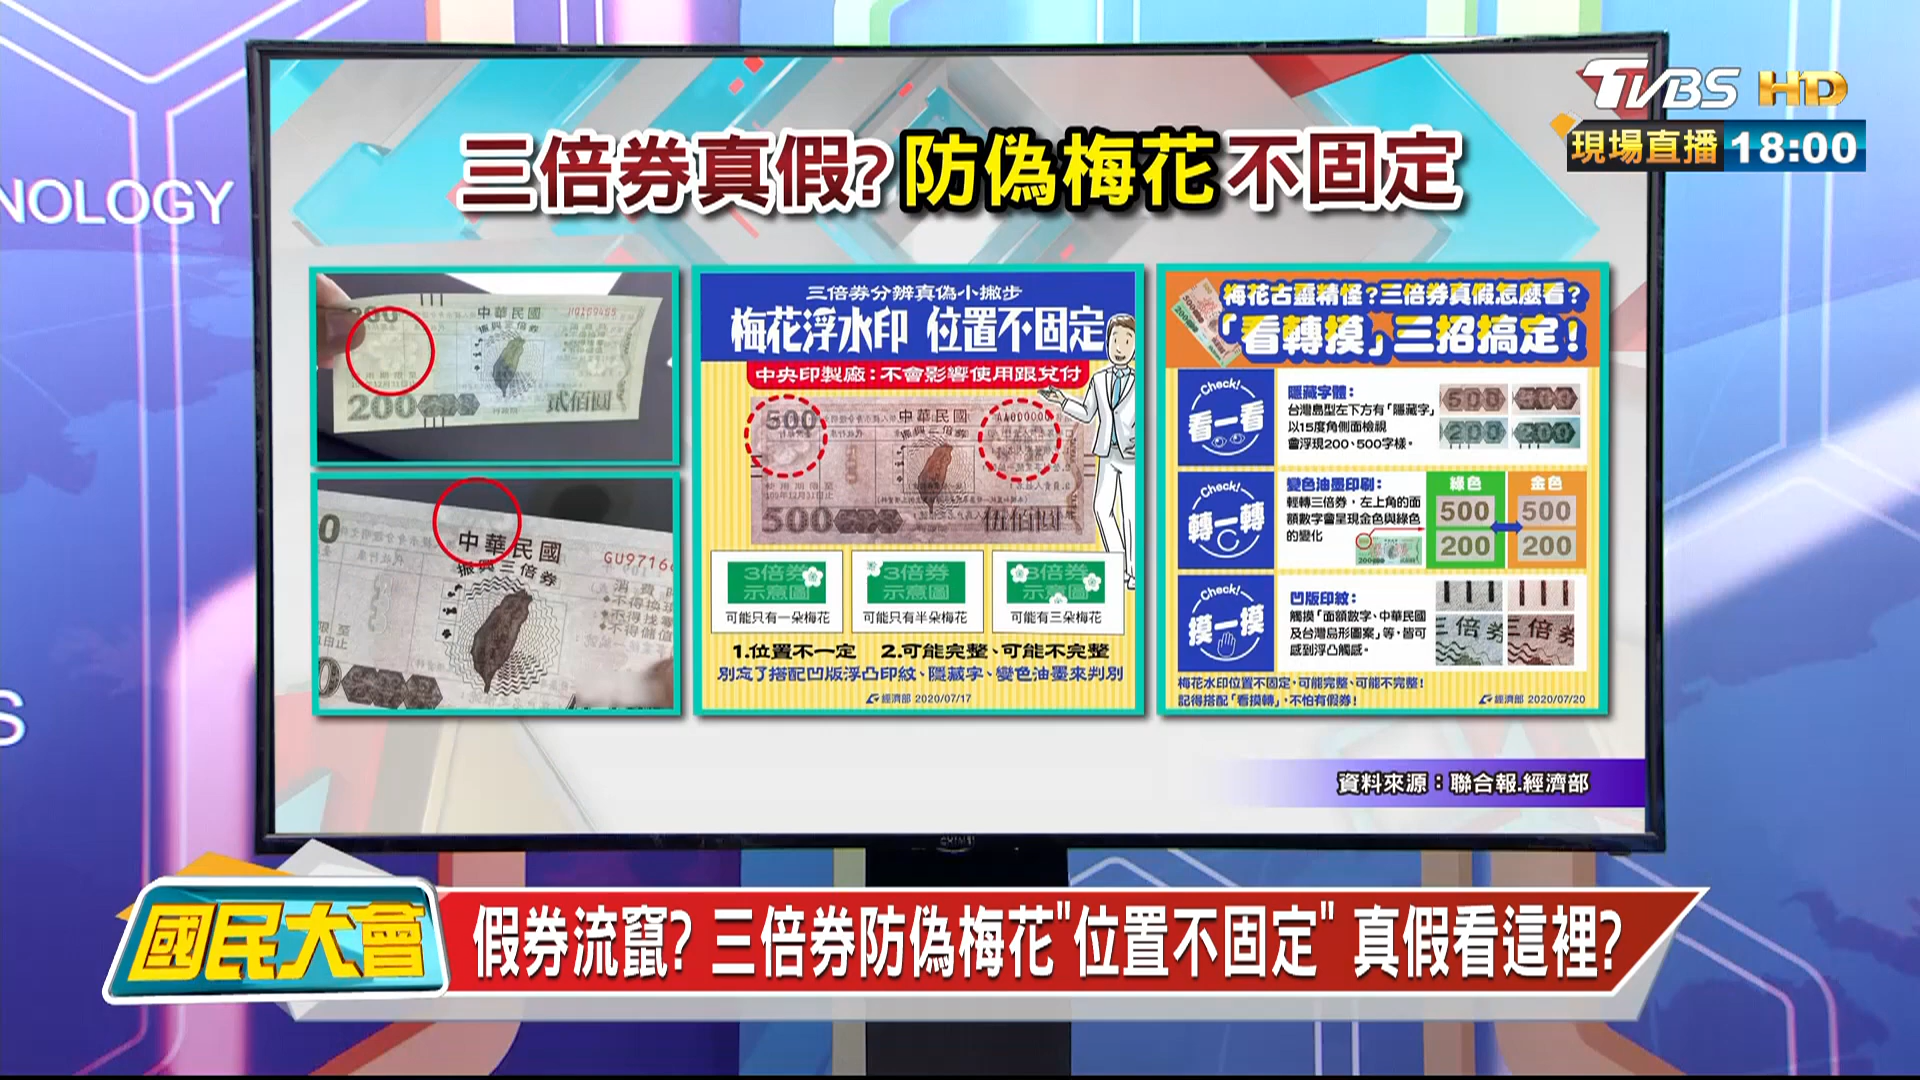 NOLOGY
S
TVBS HD
現場直播 18:00
三倍券真假?防偽梅花不固定
200
中華民國
HQ159455
振興三倍券
200
貳佰圓
0
中華民國
振興三倍券
GU9716
三倍券分辨真偽小撇步
梅花浮水印 位置不固定
中央印製廠:不會影響使用跟兌付
500
中華民國
振興三倍券
500
伍佰圓
3倍券
示意圖
可能只有一朵梅花
3倍券
示意圖
可能只有半朵梅花
3倍券
示意圖
可能有三朵梅花
1.位置不一定 2.可能完整、可能不完整
別忘了搭配凹版浮凸印紋、隱藏字、變色油墨來判別
經濟部 2020/07/17
梅花古靈精怪?三倍券真假怎麼看?
「看轉摸」三招搞定!
Check!
看一看
隱藏字體:
台灣島型左下方有「隱藏字」
以15度角側面檢視
會浮現200、500字樣。
500 500
200 200
Check!
轉一轉
變色油墨印刷:
輕轉三倍券,左上角的面
額數字會呈現金色與綠色
的變化
綠色 金色
500 500
200 200
Check!
摸一摸
凹版印紋:
觸摸「面額數字、中華民國
及台灣島形圖案」等,皆可
感到浮凸觸感。
三倍券 三倍券
梅花水印位置不固定,可能完整、可能不完整!
記得搭配「看摸轉」,不怕有假券!
經濟部 2020/07/20
資料來源:聯合報.經濟部
CHIMEI
國民大會
假券流竄? 三倍券防偽梅花"位置不固定" 真假看這裡?